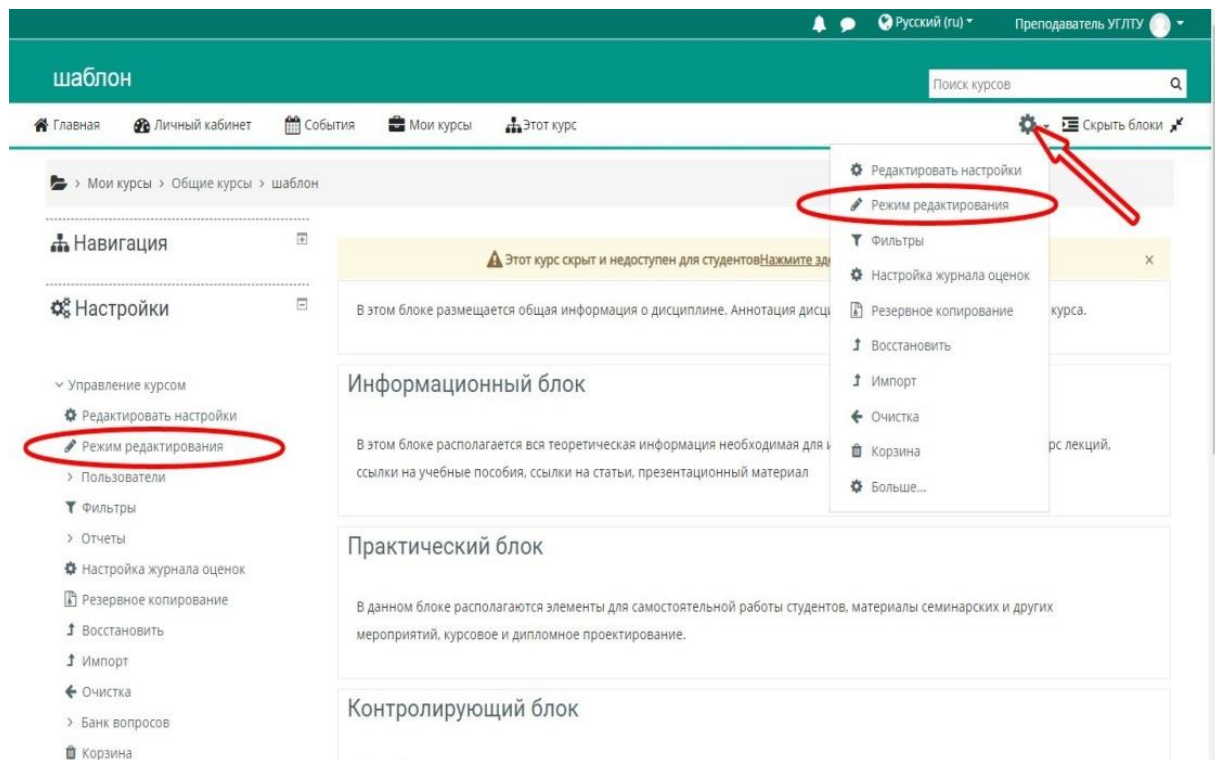 Русский (ru)
Преподаватель УГЛТУ
шаблон
Поиск курсов
Главная
Личный кабинет
События
Мои курсы
Этот курс
Скрыть блоки
> Мои курсы > Общие курсы > шаблон
Навигация
Настройки
Управление курсом
Редактировать настройки
Режим редактирования
Пользователи
Фильтры
Отчеты
Настройка журнала оценок
Резервное копирование
Восстановить
Импорт
Очистка
Банк вопросов
Корзина
Этот курс скрыт и недоступен для студентовНажмите
В этом блоке размещается общая информация о дисциплине. Аннотация
курса.
Информационный блок
В этом блоке располагается вся теоретическая информация необходимая для
лекций,
ссылки на учебные пособия, ссылки на статьи, презентационный материал
Практический блок
В данном блоке располагаются элементы для самостоятельной работы студентов, материалы семинарских и других
мероприятий, курсовое и дипломное проектирование.
Контролирующий блок
Редактировать настройки
Режим редактирования
Фильтры
Настройка журнала оценок
Резервное копирование
Восстановить
Импорт
Очистка
Корзина
Больше...